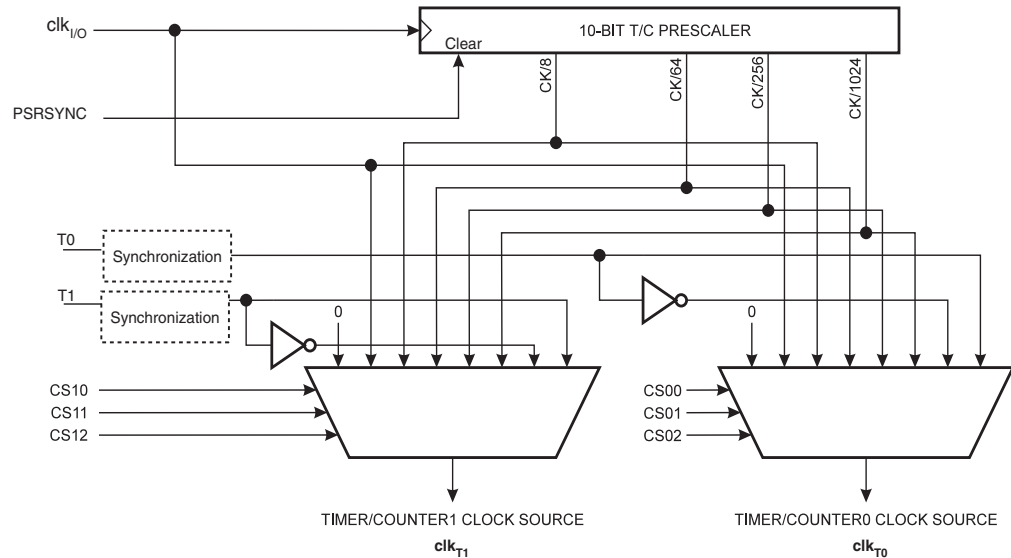 clkI/O
10-BIT T/C PRESCALER
Clear
CK/8
CK/64
CK/256
CK/1024
PSRSYNC
T0
Synchronization
T1
Synchronization
0
0
CS10
CS11
CS12
CS00
CS01
CS02
TIMER/COUNTER1 CLOCK SOURCE
clkT1
TIMER/COUNTER0 CLOCK SOURCE
clkT0